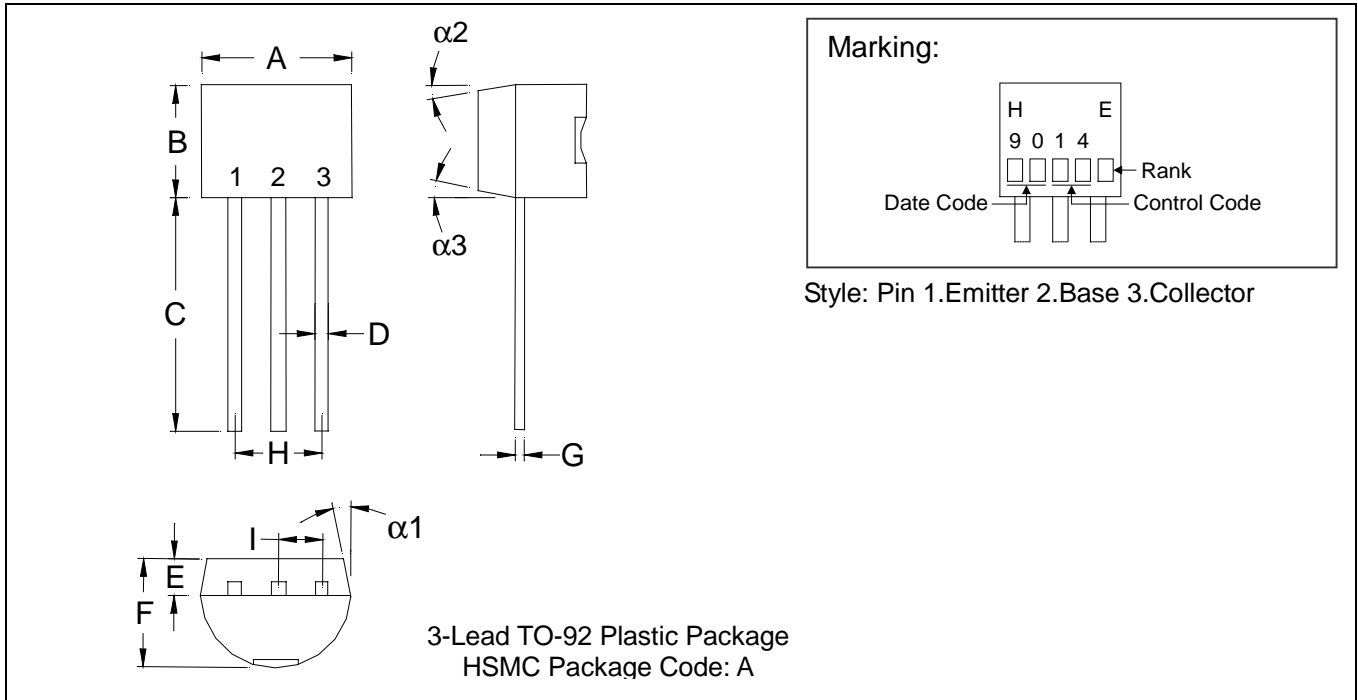 α2
A
B
1 2 3
α3
C
D
H
G
α1
I
E
F
3-Lead TO-92 Plastic Package
HSMC Package Code: A
Marking:
H E
9 0 1 4
Rank
Date Code
Control Code
Style: Pin 1.Emitter 2.Base 3.Collector